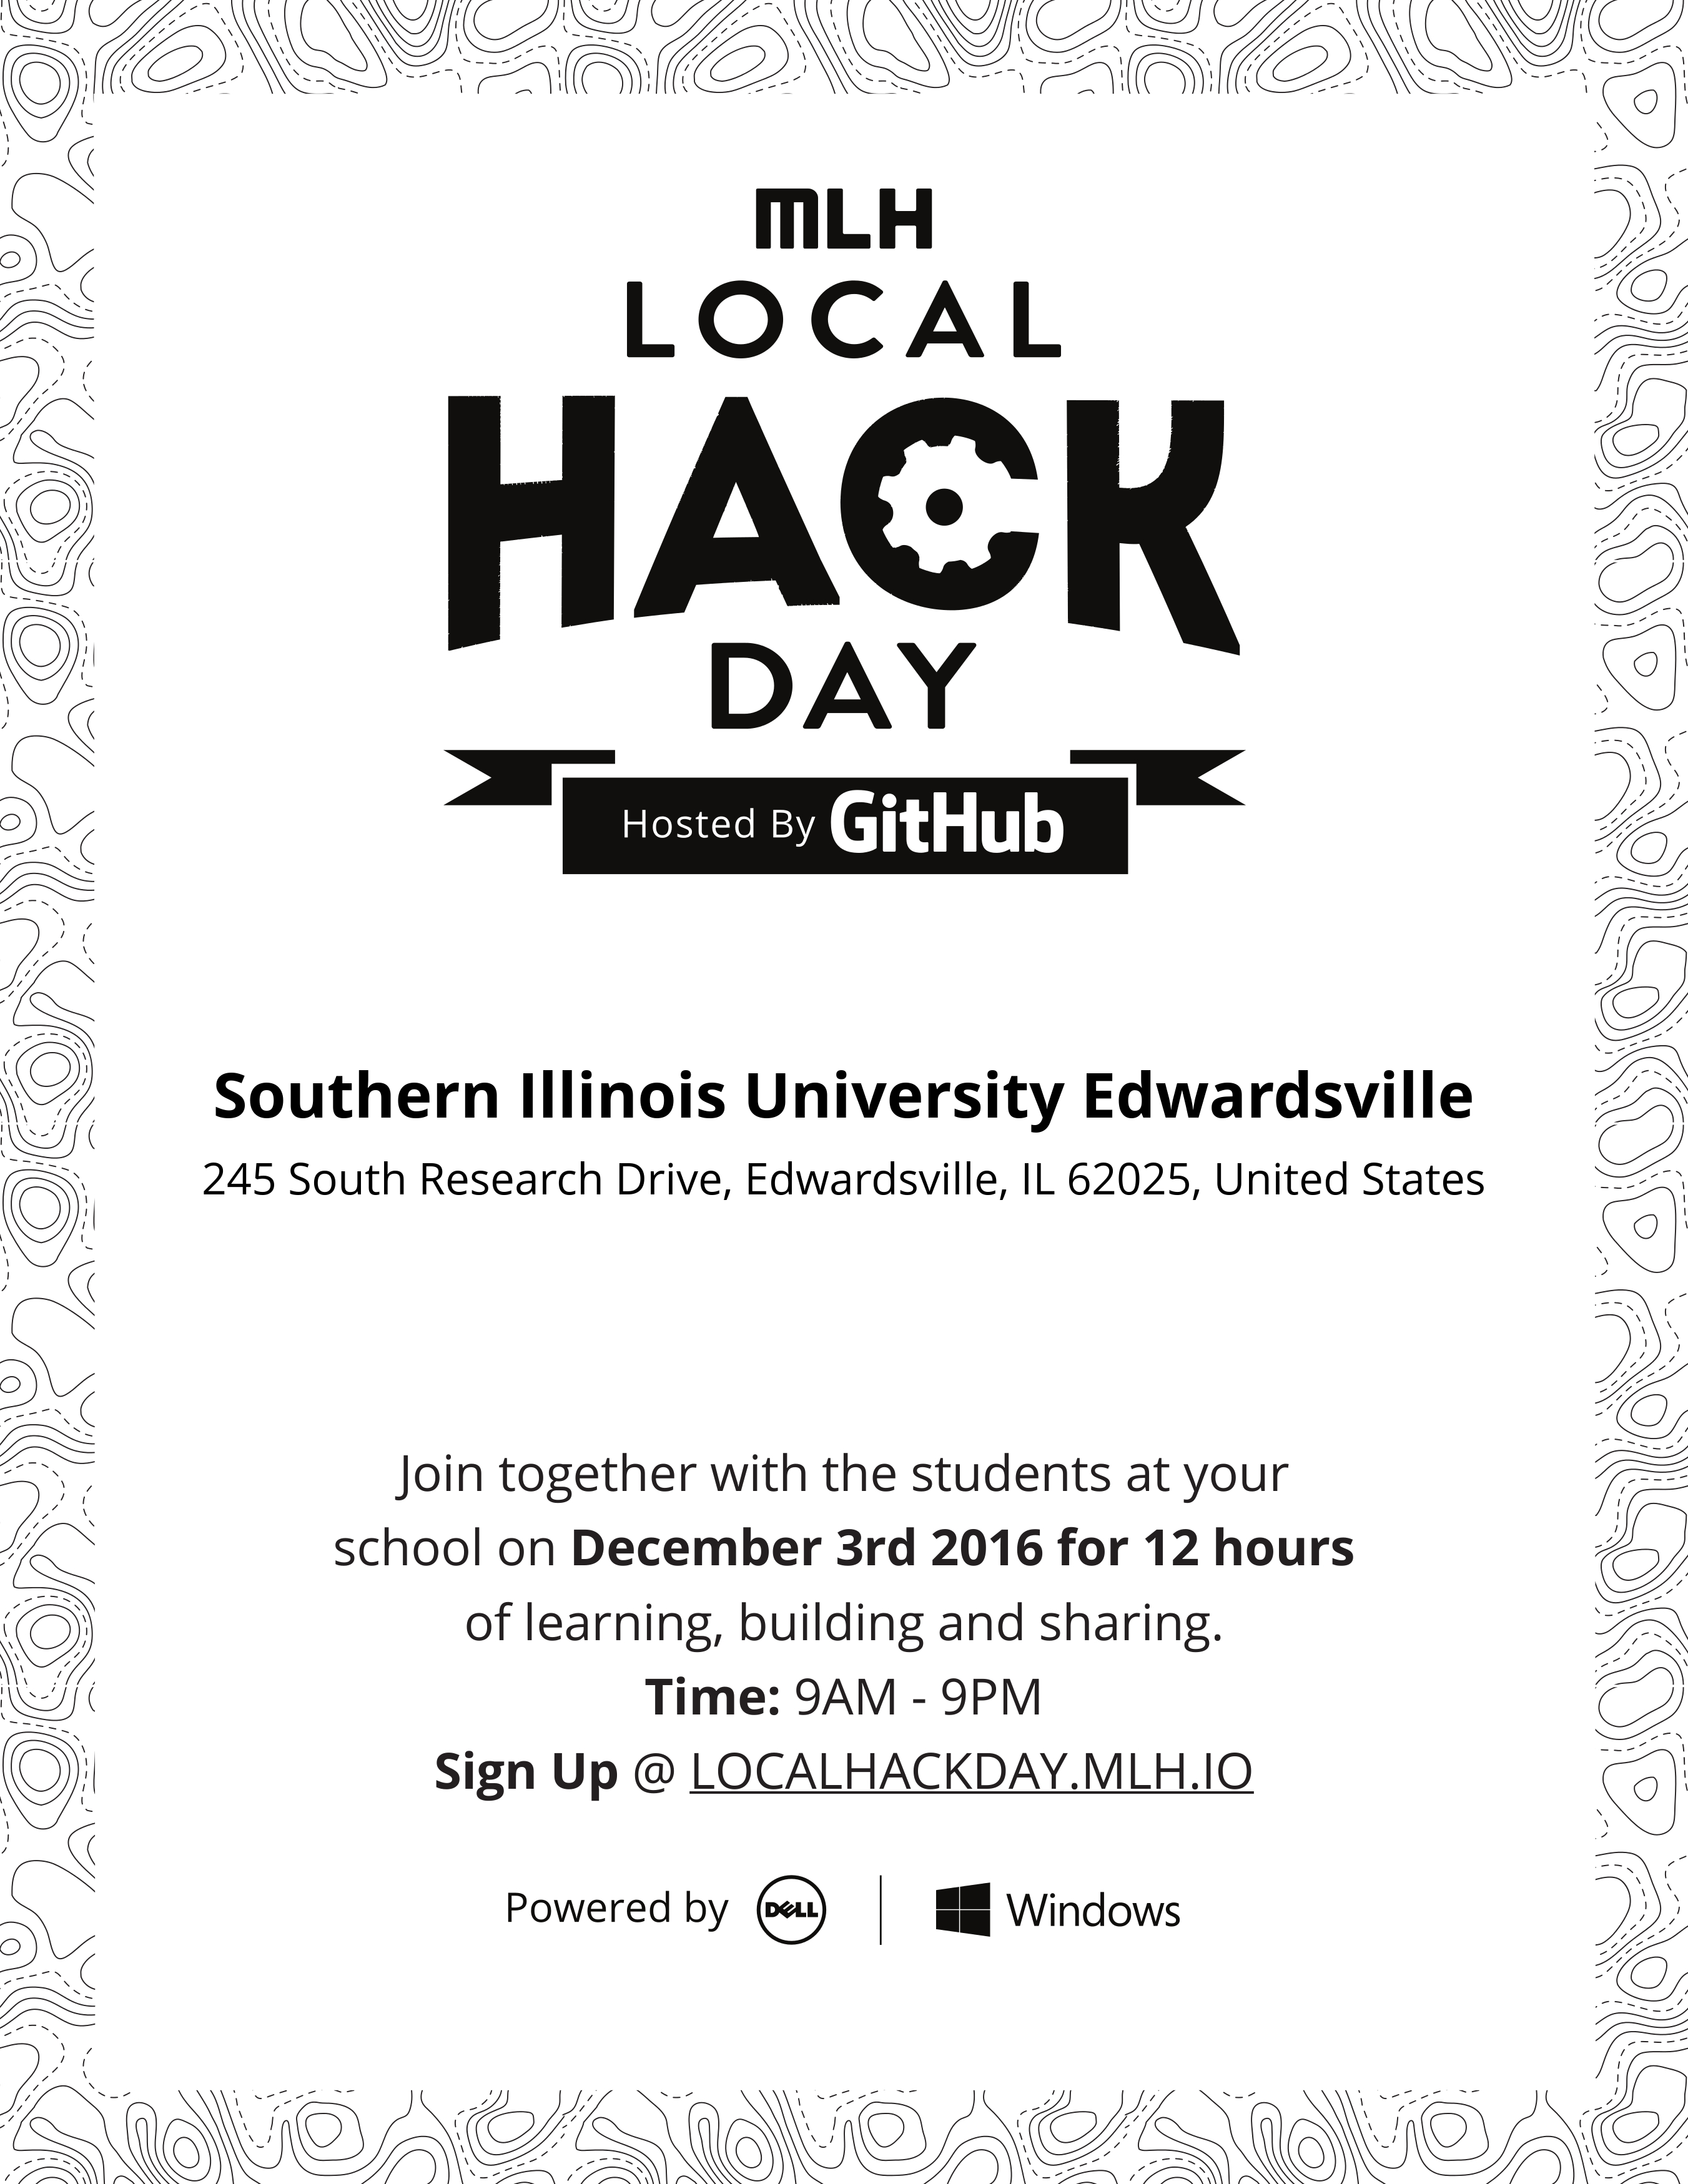 MLH
LOCAL
HACK
DAY
Hosted By GitHub
Southern Illinois University Edwardsville
245 South Research Drive, Edwardsville, IL 62025, United States
Join together with the students at your
school on December 3rd 2016 for 12 hours
of learning, building and sharing.
Time: 9AM - 9PM
Sign Up @ LOCALHACKDAY.MLH.IO
Powered by DELL | Windows